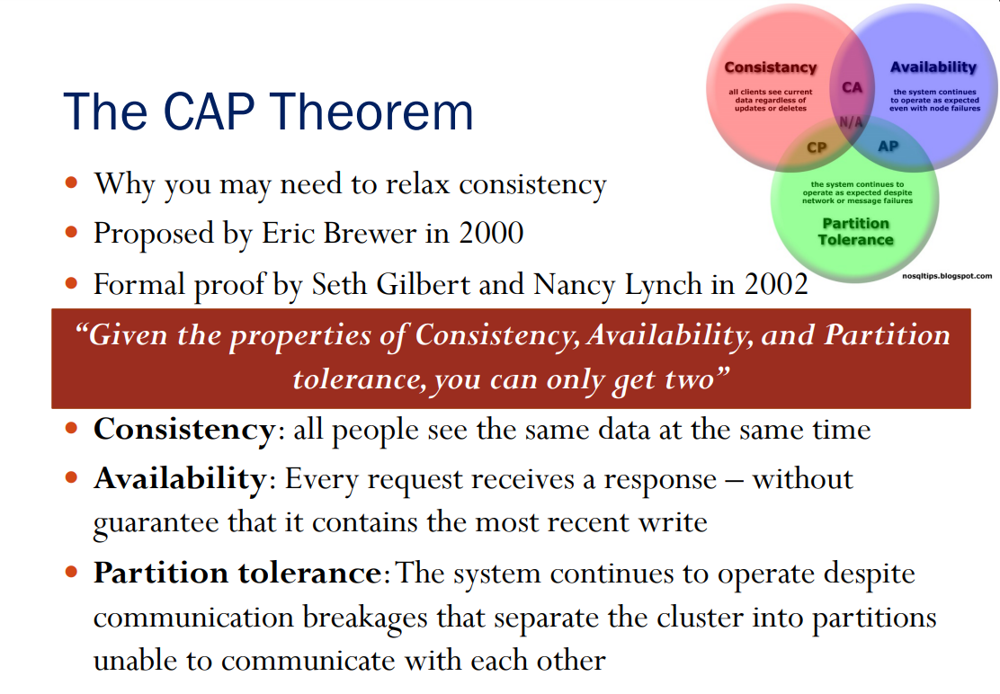 The CAP Theorem
Consistancy
all clients see current
data regardless of
updates or deletes
Availability
the system continues
to operate as expected
even with node failures
CA
N/A
CP
AP
the system continues to
operate as expected despite
network or message failures
Partition
Tolerance
nosqltips.blogspot.com
• Why you may need to relax consistency
• Proposed by Eric Brewer in 2000
• Formal proof by Seth Gilbert and Nancy Lynch in 2002
“Given the properties of Consistency, Availability, and Partition
tolerance, you can only get two”
• Consistency: all people see the same data at the same time
• Availability: Every request receives a response – without
guarantee that it contains the most recent write
• Partition tolerance: The system continues to operate despite
communication breakages that separate the cluster into partitions
unable to communicate with each other